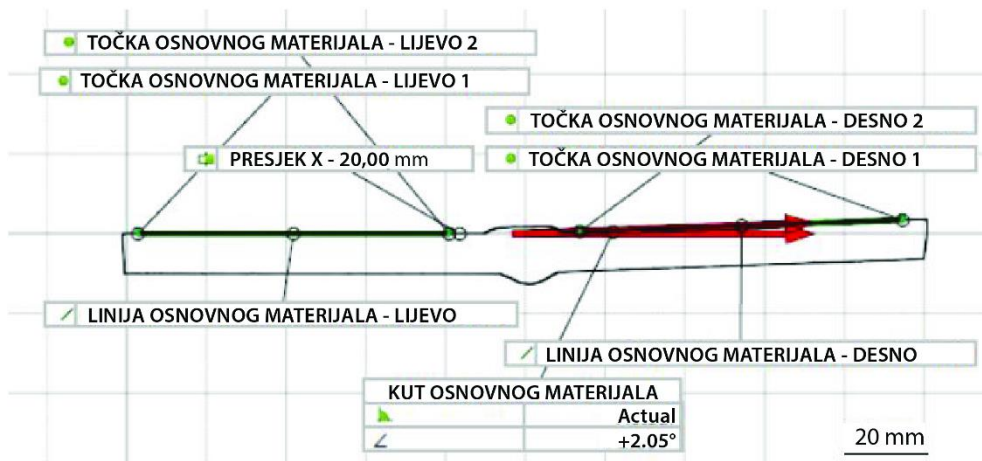 TOČKA OSNOVNOG MATERIJALA - LIJEVO 2
TOČKA OSNOVNOG MATERIJALA - LIJEVO 1
TOČKA OSNOVNOG MATERIJALA - DESNO 2
PRESJEK X - 20,00 mm
TOČKA OSNOVNOG MATERIJALA - DESNO 1
LINIJA OSNOVNOG MATERIJALA - LIJEVO
LINIJA OSNOVNOG MATERIJALA - DESNO
KUT OSNOVNOG MATERIJALA
Actual
+2.05°
20 mm